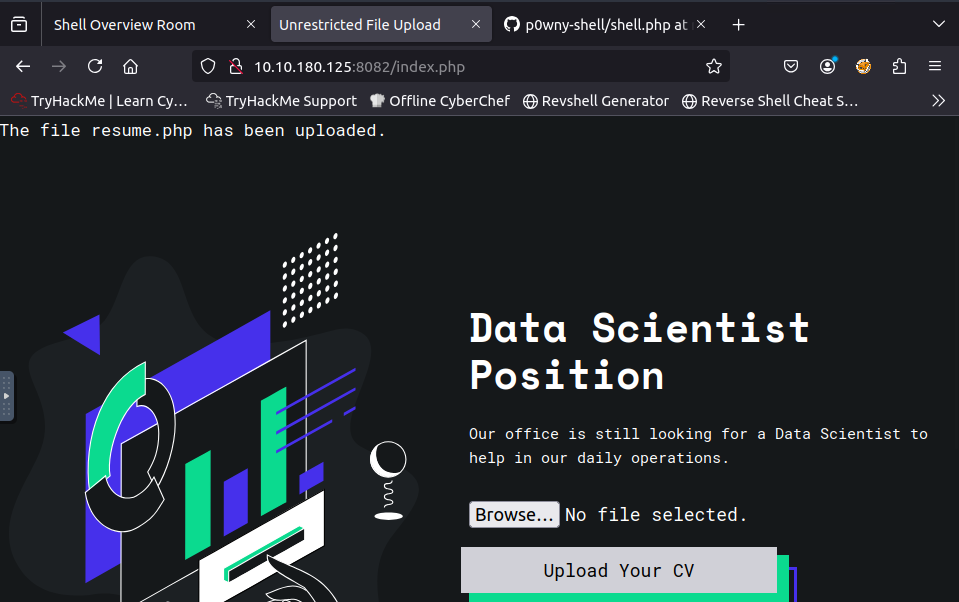 Shell Overview Room
Unrestricted File Upload
p0wny-shell/shell.php at
10.10.180.125:8082/index.php
TryHackMe | Learn Cy…
TryHackMe Support
Offline CyberChef
Revshell Generator
Reverse Shell Cheat S…
The file resume.php has been uploaded.
Data Scientist
Position
Our office is still looking for a Data Scientist to
help in our daily operations.
Browse... No file selected.
Upload Your CV